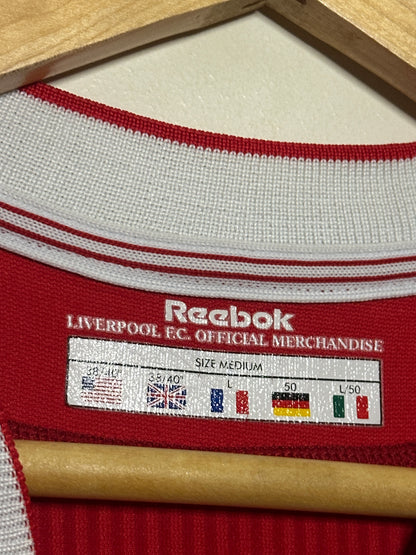 Reebok
LIVERPOOL F.C. OFFICIAL MERCHANDISE
SIZE MEDIUM
38/40" 38/40" L 50 L/50